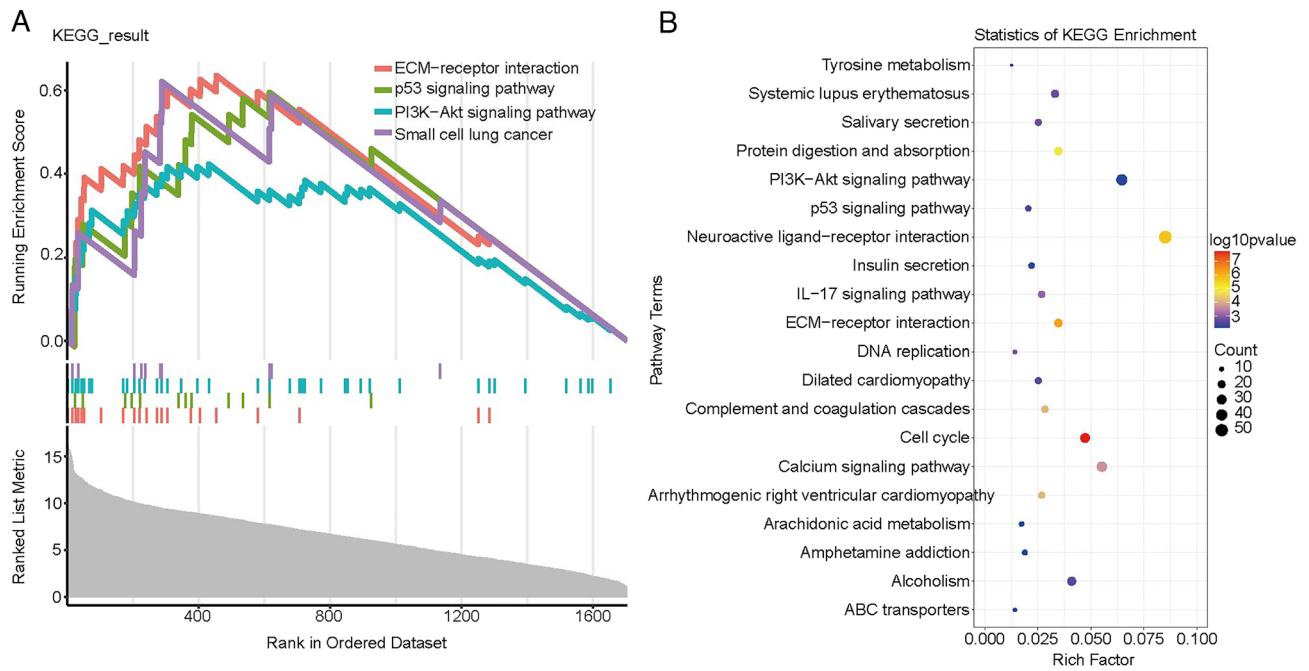 A
KEGG_result
ECM−receptor interaction
p53 signaling pathway
PI3K−Akt signaling pathway
Small cell lung cancer
Running Enrichment Score
0.6
0.4
0.2
0.0
Ranked List Metric
15
10
5
0
400
800
1200
1600
Rank in Ordered Dataset
B
Statistics of KEGG Enrichment
Pathway Terms
Tyrosine metabolism
Systemic lupus erythematosus
Salivary secretion
Protein digestion and absorption
PI3K−Akt signaling pathway
p53 signaling pathway
Neuroactive ligand−receptor interaction
Insulin secretion
IL−17 signaling pathway
ECM−receptor interaction
DNA replication
Dilated cardiomyopathy
Complement and coagulation cascades
Cell cycle
Calcium signaling pathway
Arrhythmogenic right ventricular cardiomyopathy
Arachidonic acid metabolism
Amphetamine addiction
Alcoholism
ABC transporters
0.000
0.025
0.050
0.075
0.100
Rich Factor
log10pvalue
7
6
5
4
3
Count
10
20
30
40
50